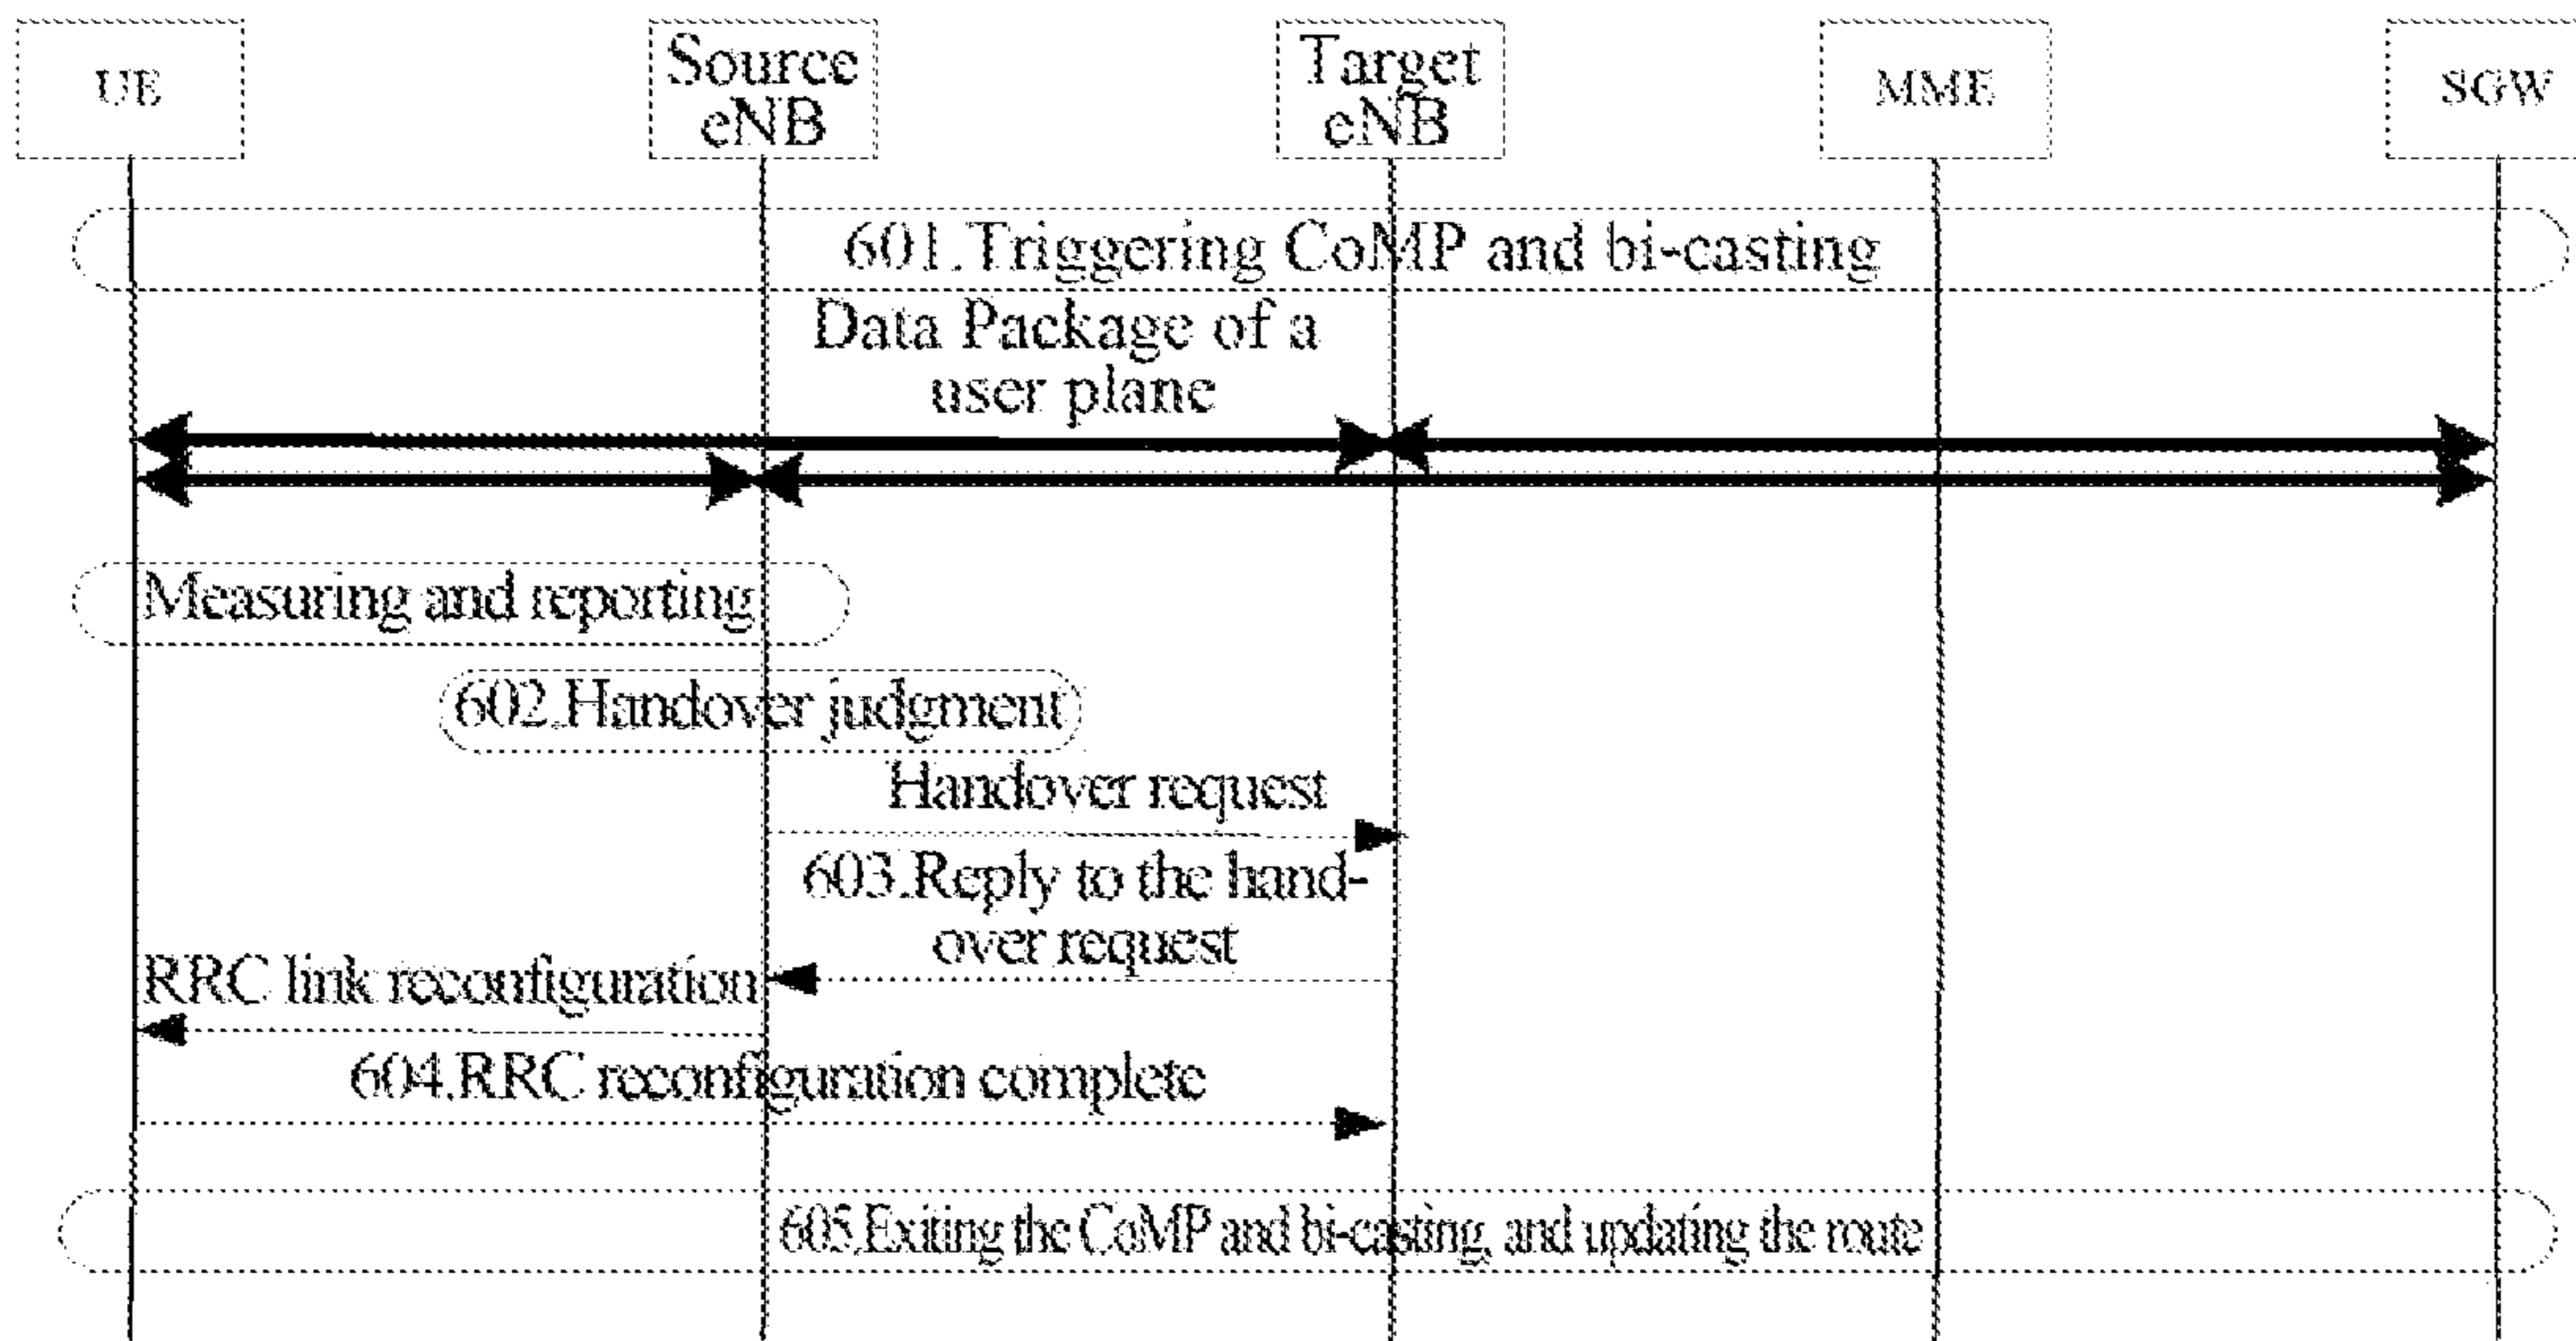 UE
Source
eNB
Target
eNB
MME
SGW
601.Triggering CoMP and bi-casting
Data Package of a
user plane
Measuring and reporting
602.Handover judgment
Handover request
603.Reply to the hand-
over request
RRC link reconfiguration
604.RRC reconfiguration complete
605.Exiting the CoMP and bi-casting, and updating the route